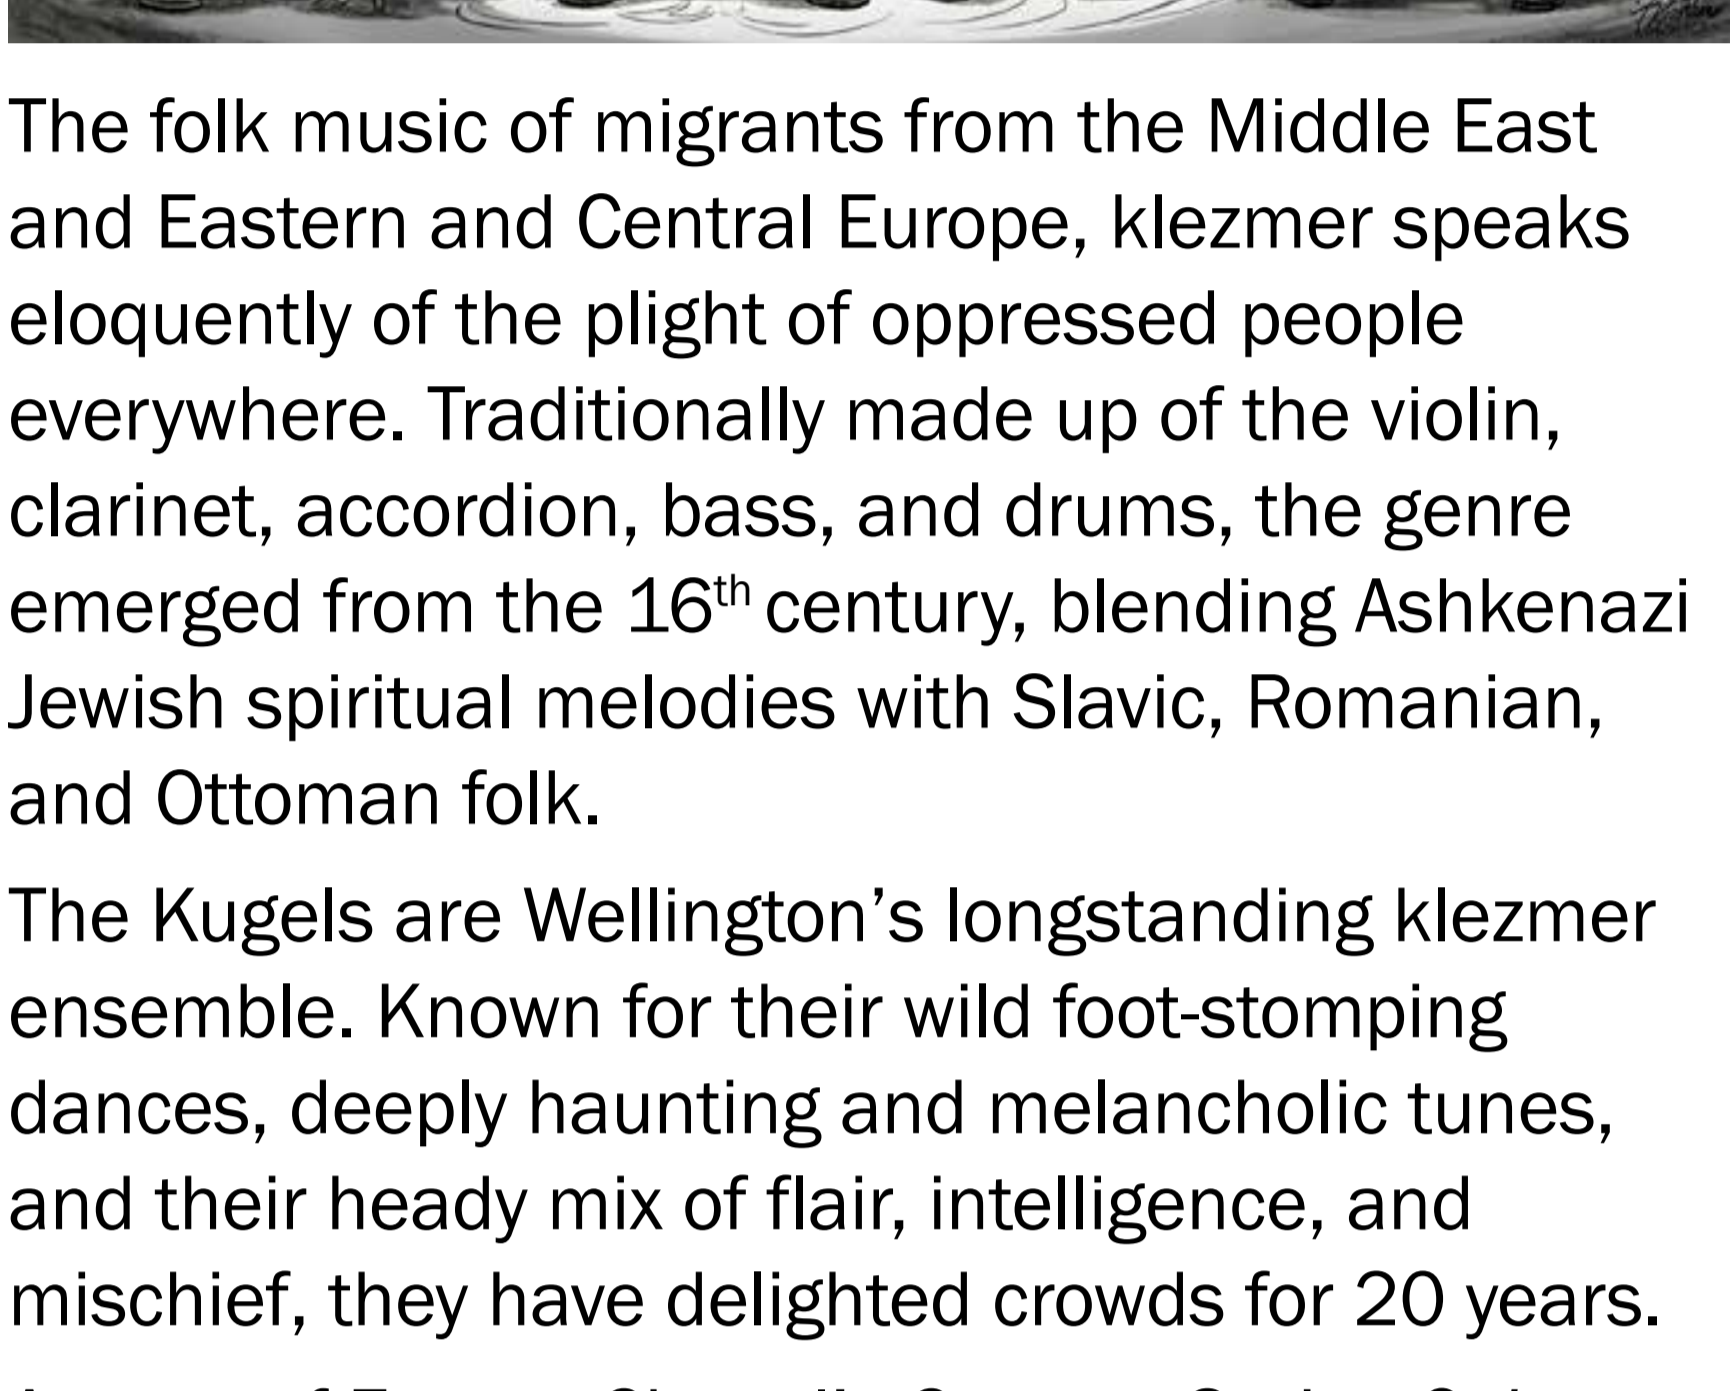 The folk music of migrants from the Middle East
and Eastern and Central Europe, klezmer speaks
eloquently of the plight of oppressed people
everywhere. Traditionally made up of the violin,
clarinet, accordion, bass, and drums, the genre
emerged from the 16th century, blending Ashkenazi
Jewish spiritual melodies with Slavic, Romanian,
and Ottoman folk.
The Kugels are Wellington’s longstanding klezmer
ensemble. Known for their wild foot-stomping
dances, deeply haunting and melancholic tunes,
and their heady mix of flair, intelligence, and
mischief, they have delighted crowds for 20 years.